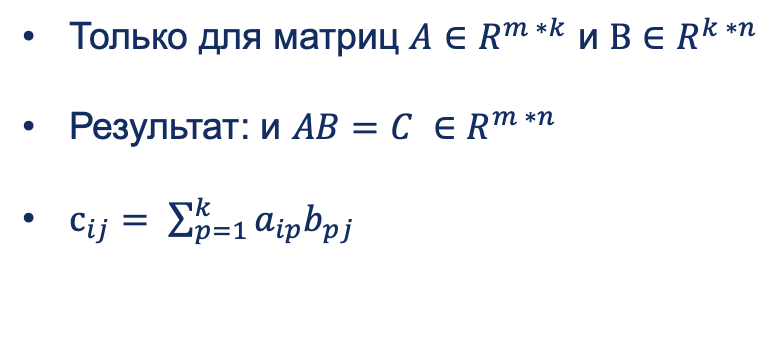 • Только для матриц A ∈ R^{m *k} и B ∈ R^{k *n}
• Результат: и AB = C ∈ R^{m *n}
• c_{ij} = ∑_{p=1}^{k} a_{ip}b_{pj}